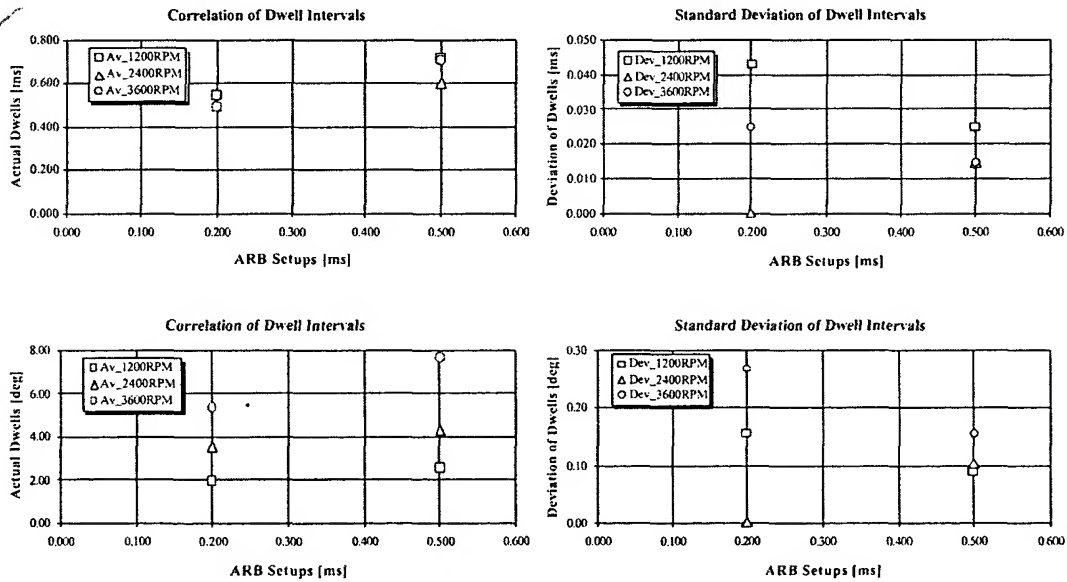 Correlation of Dwell Intervals
Actual Dwells [ms]
0.800
0.600
0.400
0.200
0.000
Av_1200RPM
Av_2400RPM
Av_3600RPM
0.000 0.100 0.200 0.300 0.400 0.500 0.600
ARB Setups [ms]
Standard Deviation of Dwell Intervals
Deviation of Dwells [ms]
0.050
0.040
0.030
0.020
0.010
0.000
Dev_1200RPM
Dev_2400RPM
Dev_3600RPM
0.000 0.100 0.200 0.300 0.400 0.500 0.600
ARB Setups [ms]
Correlation of Dwell Intervals
Actual Dwells [deg]
8.00
6.00
4.00
2.00
0.00
Av_1200RPM
Av_2400RPM
Av_3600RPM
0.000 0.100 0.200 0.300 0.400 0.500 0.600
ARB Setups [ms]
Standard Deviation of Dwell Intervals
Deviation of Dwells [deg]
0.30
0.20
0.10
0.00
Dev_1200RPM
Dev_2400RPM
Dev_3600RPM
0.000 0.100 0.200 0.300 0.400 0.500 0.600
ARB Setups [ms]